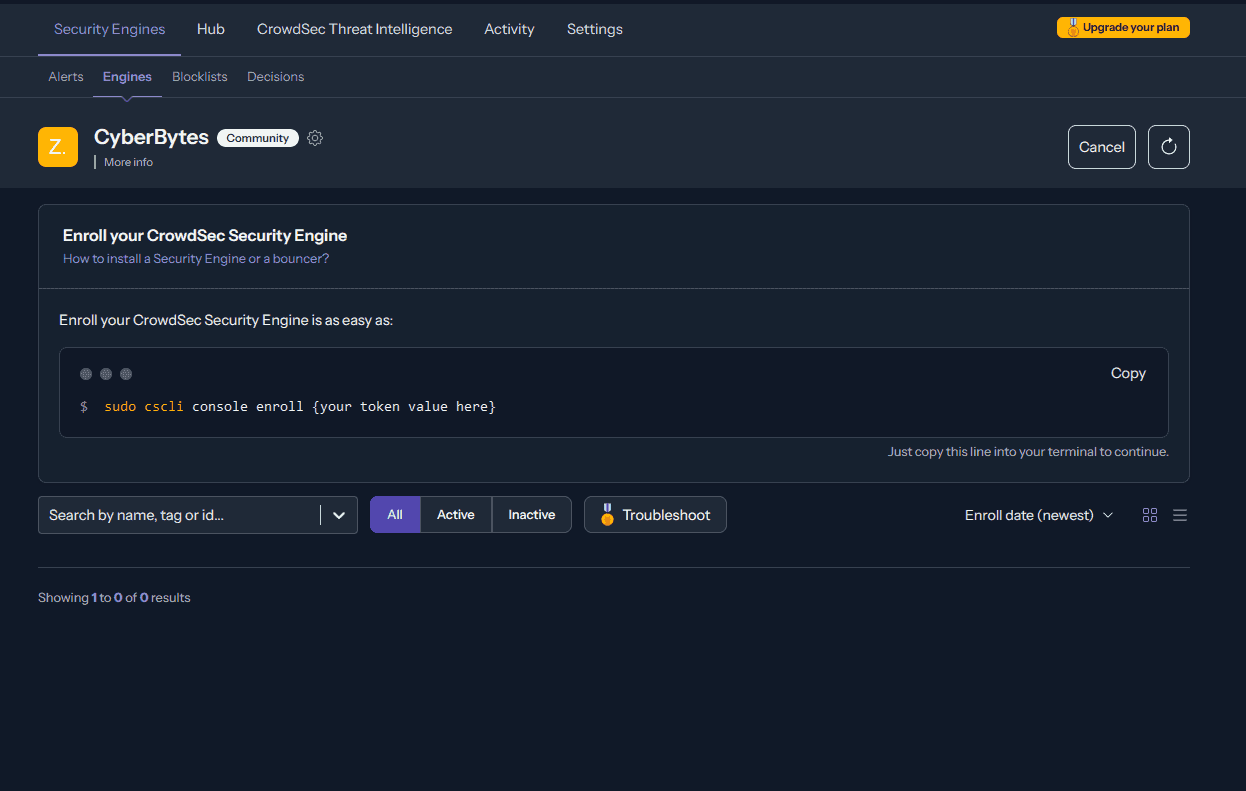 Security Engines Hub CrowdSec Threat Intelligence Activity Settings Upgrade your plan
Alerts Engines Blocklists Decisions
Z.
CyberBytes Community
More info
Cancel
Enroll your CrowdSec Security Engine
How to install a Security Engine or a bouncer?
Enroll your CrowdSec Security Engine is as easy as:
Copy
$ sudo cscli console enroll {your token value here}
Just copy this line into your terminal to continue.
Search by name, tag or id... All Active Inactive Troubleshoot Enroll date (newest)
Showing 1 to 0 of 0 results